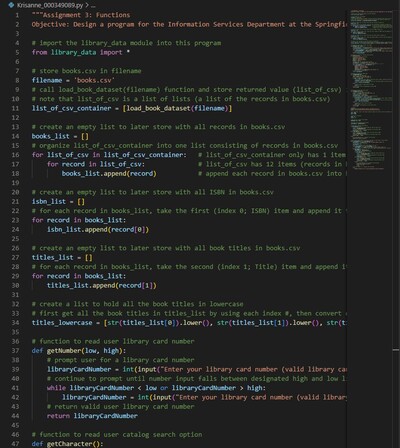 Krisanne_000349089.py > ...
1 """Assignment 3: Functions
2 Objective: Design a program for the Information Services Department at the Springfie
3
4 # import the library_data module into this program
5 from library_data import *
6
7 # store books.csv in filename
8 filename = 'books.csv'
9 # call load_book_dataset(filename) function and store returned value (list_of_csv)
10 # note that list_of_csv is a list of lists (a list of the records in books.csv)
11 list_of_csv_container = [load_book_dataset(filename)]
12
13 # create an empty list to later store with all records in books.csv
14 books_list = []
15 # organize list_of_csv_container into one list consisting of records in books.csv
16 for list_of_csv in list_of_csv_container: # list_of_csv_container only has 1 item
17 for record in list_of_csv: # list_of_csv has 12 items (records in
18 books_list.append(record) # append each record in books.csv into
19
20 # create an empty list to later store with all ISBN in books.csv
21 isbn_list = []
22 # for each record in books_list, take the first (index 0; ISBN) item and append it
23 for record in books_list:
24 isbn_list.append(record[0])
25
26 # create an empty list to later store with all book titles in books.csv
27 titles_list = []
28 # for each record in books_list, take the second (index 1; Title) item and append it
29 for record in books_list:
30 titles_list.append(record[1])
31
32 # create a list to hold all the book titles in lowercase
33 # first get all the book titles in titles_list by using each index #, then convert
34 titles_lowercase = [str(titles_list[0]).lower(), str(titles_list[1]).lower(), str(ti
35
36 # function to read user library card number
37 def getNumber(low, high):
38 # prompt user for a library card number
39 libraryCardNumber = int(input("Enter your library card number (valid library car
40 # continue to prompt until number input falls between designated high and low li
41 while libraryCardNumber < low or libraryCardNumber > high:
42 libraryCardNumber = int(input("Enter your library card number (valid library
43 # return valid user library card number
44 return libraryCardNumber
45
46 # function to read user catalog search option
47 def getCharacter():